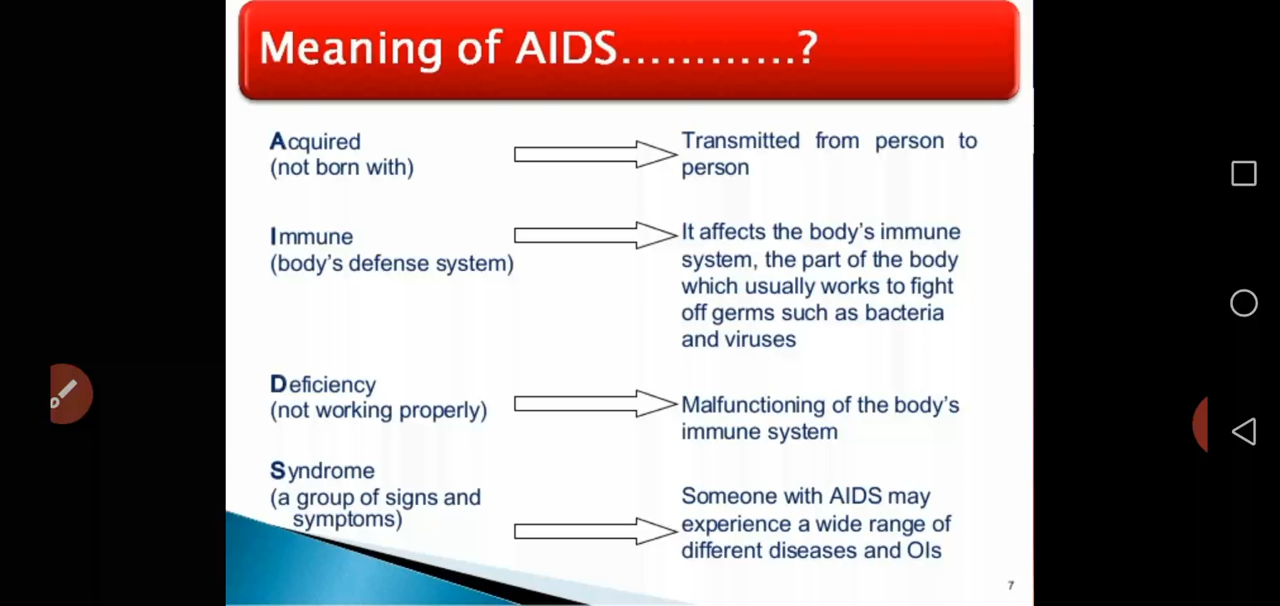 Meaning of AIDS............?
Acquired
(not born with)
Transmitted from person to
person
Immune
(body's defense system)
It affects the body's immune
system, the part of the body
which usually works to fight
off germs such as bacteria
and viruses
Deficiency
(not working properly)
Malfunctioning of the body's
immune system
Syndrome
(a group of signs and
symptoms)
Someone with AIDS may
experience a wide range of
different diseases and OIs
7